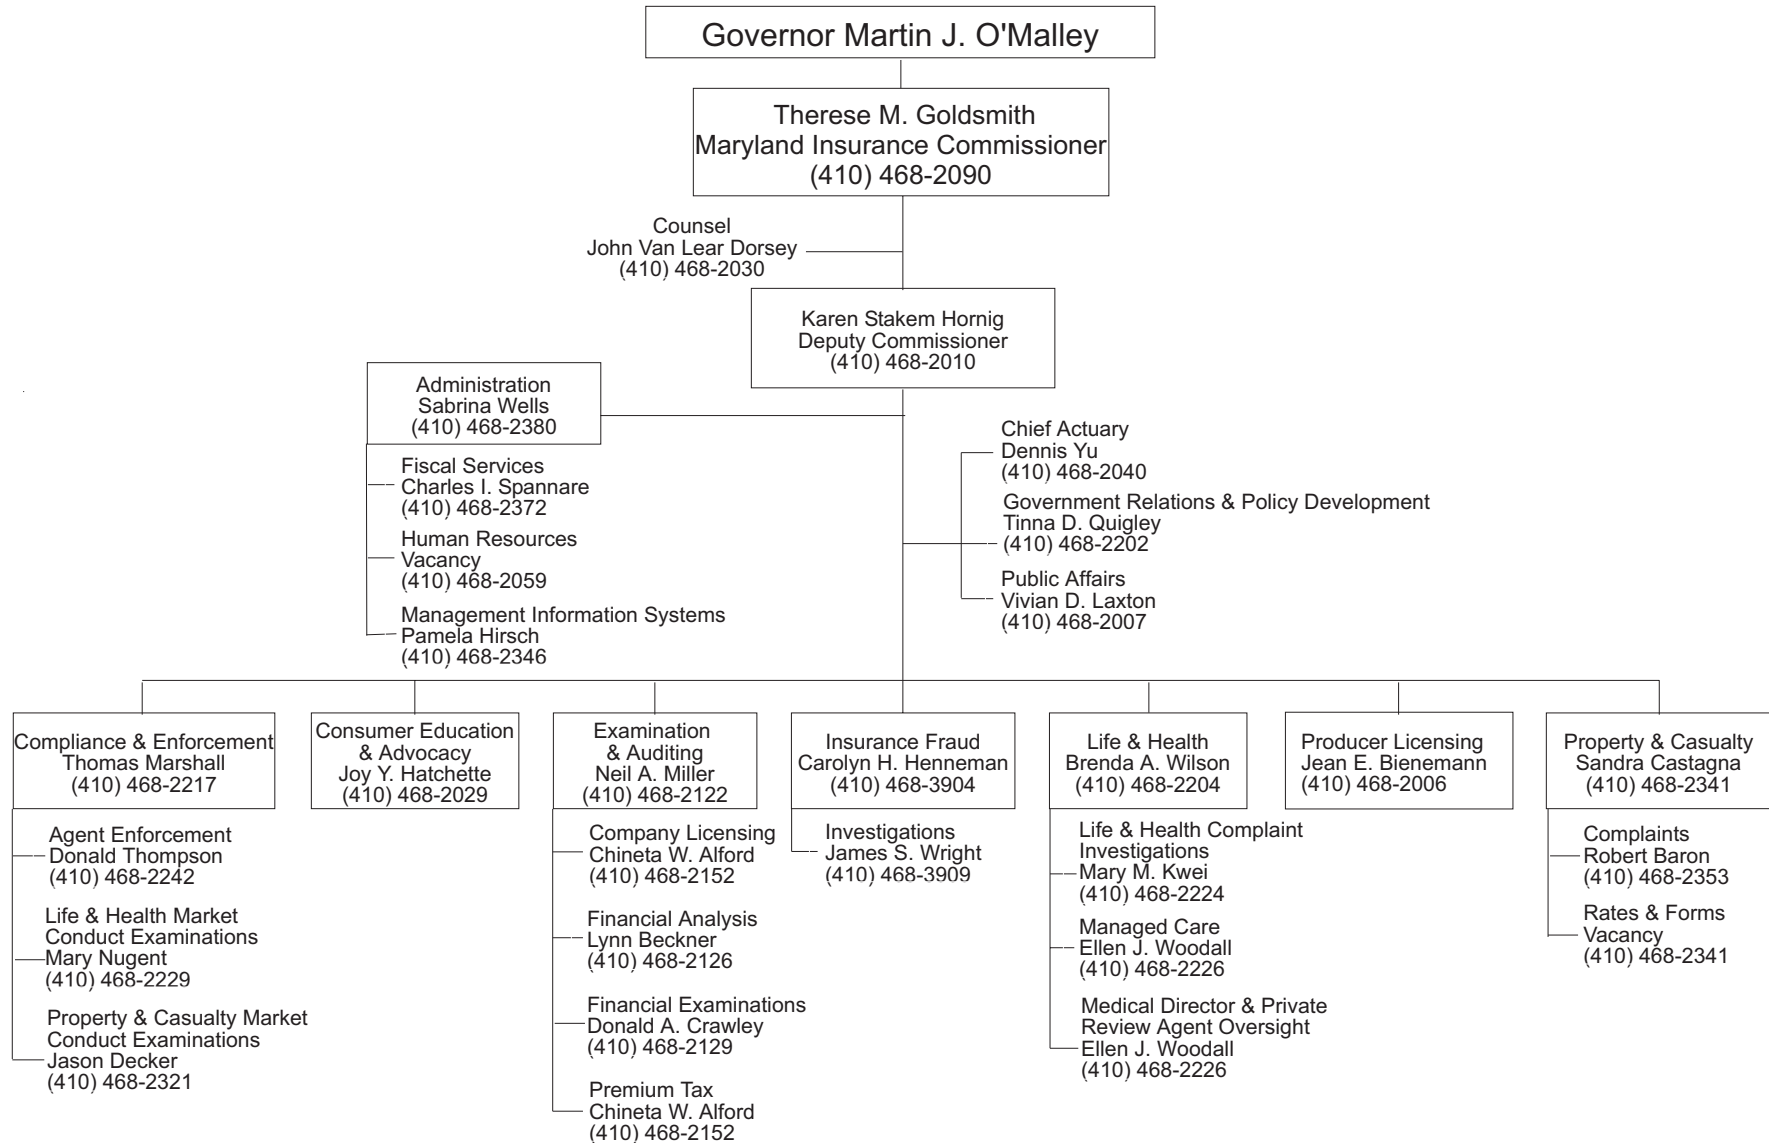 Governor Martin J. O'Malley
Therese M. Goldsmith
Maryland Insurance Commissioner
(410) 468-2090
Counsel
John Van Lear Dorsey
(410) 468-2030
Karen Stakem Hornig
Deputy Commissioner
(410) 468-2010
Administration
Sabrina Wells
(410) 468-2380
Fiscal Services
Charles I. Spannare
(410) 468-2372
Human Resources
Vacancy
(410) 468-2059
Management Information Systems
Pamela Hirsch
(410) 468-2346
Chief Actuary
Dennis Yu
(410) 468-2040
Government Relations & Policy Development
Tinna D. Quigley
(410) 468-2202
Public Affairs
Vivian D. Laxton
(410) 468-2007
Compliance & Enforcement
Thomas Marshall
(410) 468-2217
Agent Enforcement
Donald Thompson
(410) 468-2242
Life & Health Market
Conduct Examinations
Mary Nugent
(410) 468-2229
Property & Casualty Market
Conduct Examinations
Jason Decker
(410) 468-2321
Consumer Education
& Advocacy
Joy Y. Hatchette
(410) 468-2029
Examination
& Auditing
Neil A. Miller
(410) 468-2122
Company Licensing
Chineta W. Alford
(410) 468-2152
Financial Analysis
Lynn Beckner
(410) 468-2126
Financial Examinations
Donald A. Crawley
(410) 468-2129
Premium Tax
Chineta W. Alford
(410) 468-2152
Insurance Fraud
Carolyn H. Henneman
(410) 468-3904
Investigations
James S. Wright
(410) 468-3909
Life & Health
Brenda A. Wilson
(410) 468-2204
Life & Health Complaint
Investigations
Mary M. Kwei
(410) 468-2224
Managed Care
Ellen J. Woodall
(410) 468-2226
Medical Director & Private
Review Agent Oversight
Ellen J. Woodall
(410) 468-2226
Producer Licensing
Jean E. Bienemann
(410) 468-2006
Property & Casualty
Sandra Castagna
(410) 468-2341
Complaints
Robert Baron
(410) 468-2353
Rates & Forms
Vacancy
(410) 468-2341